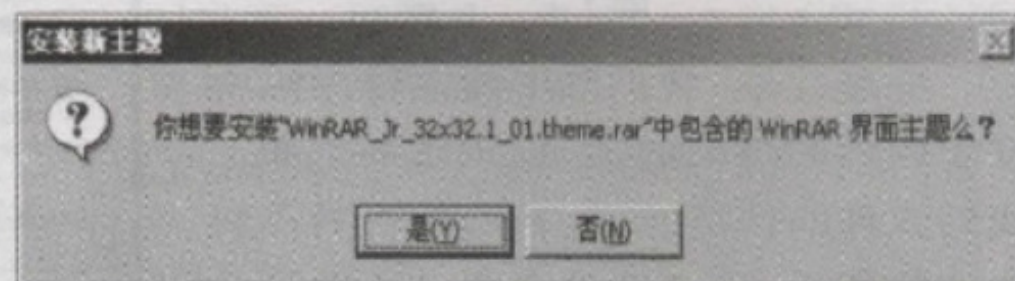 安装新主题
?
你想要安装"WinRAR_Jr_32x32.1_01.theme.rar"中包含的 WinRAR 界面主题么？
是(Y)
否(N)